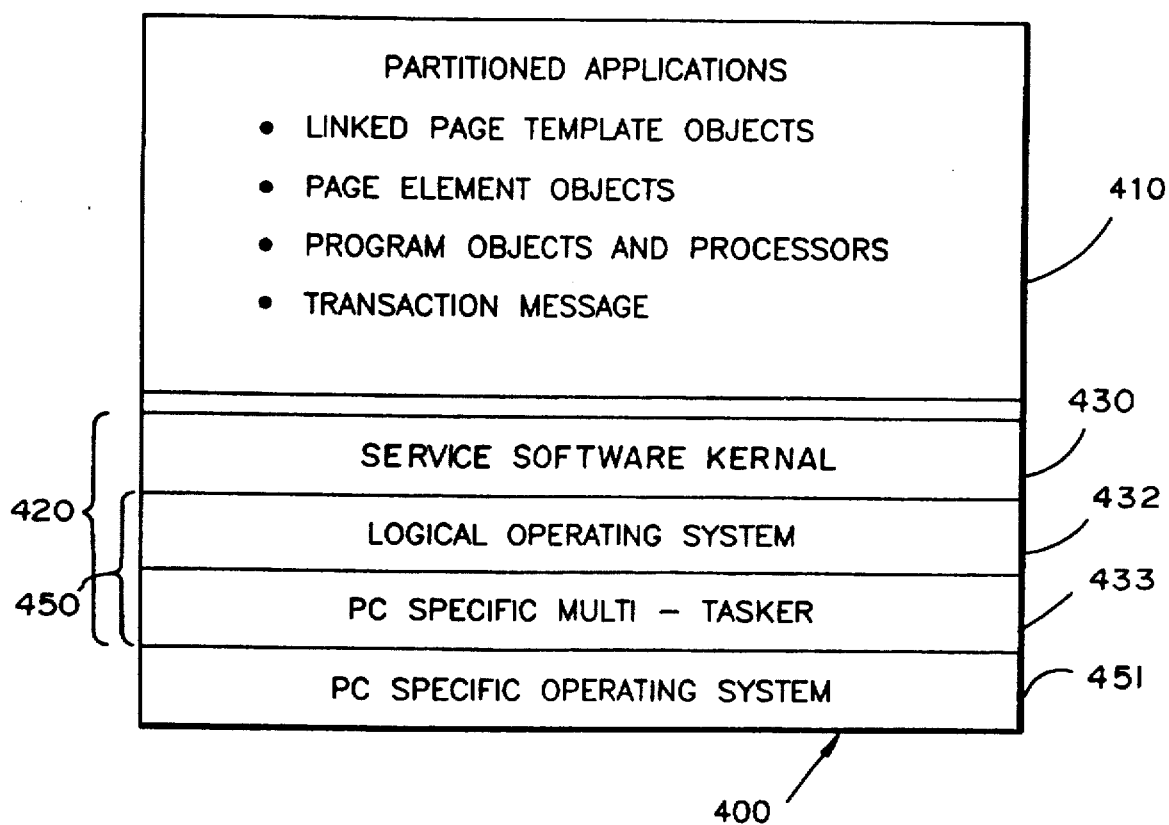 PARTITIONED APPLICATIONS
• LINKED PAGE TEMPLATE OBJECTS
• PAGE ELEMENT OBJECTS
• PROGRAM OBJECTS AND PROCESSORS
• TRANSACTION MESSAGE
410
430
SERVICE SOFTWARE KERNAL
420
432
LOGICAL OPERATING SYSTEM
450
433
PC SPECIFIC MULTI – TASKER
PC SPECIFIC OPERATING SYSTEM
451
400